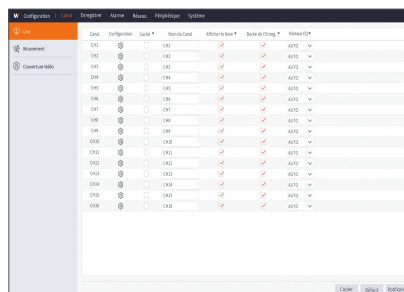 W Configuration | Canal Enregistrer Alarme Réseau Périphérique Système
Live
Mouvement
Couverture Vidéo
Canal Configuration Caché Nom du Canal Afficher le Nom Durée de l'Enreg. Niveaux EQ
CH1 CH1 AUTO
CH2 CH2 AUTO
CH3 CH3 AUTO
CH4 CH4 AUTO
CH5 CH5 AUTO
CH6 CH6 AUTO
CH7 CH7 AUTO
CH8 CH8 AUTO
CH9 CH9 AUTO
CH10 CH10 AUTO
CH11 CH11 AUTO
CH12 CH12 AUTO
CH13 CH13 AUTO
CH14 CH14 AUTO
CH15 CH15 AUTO
CH16 CH16 AUTO
Copier Défaut Appliquer